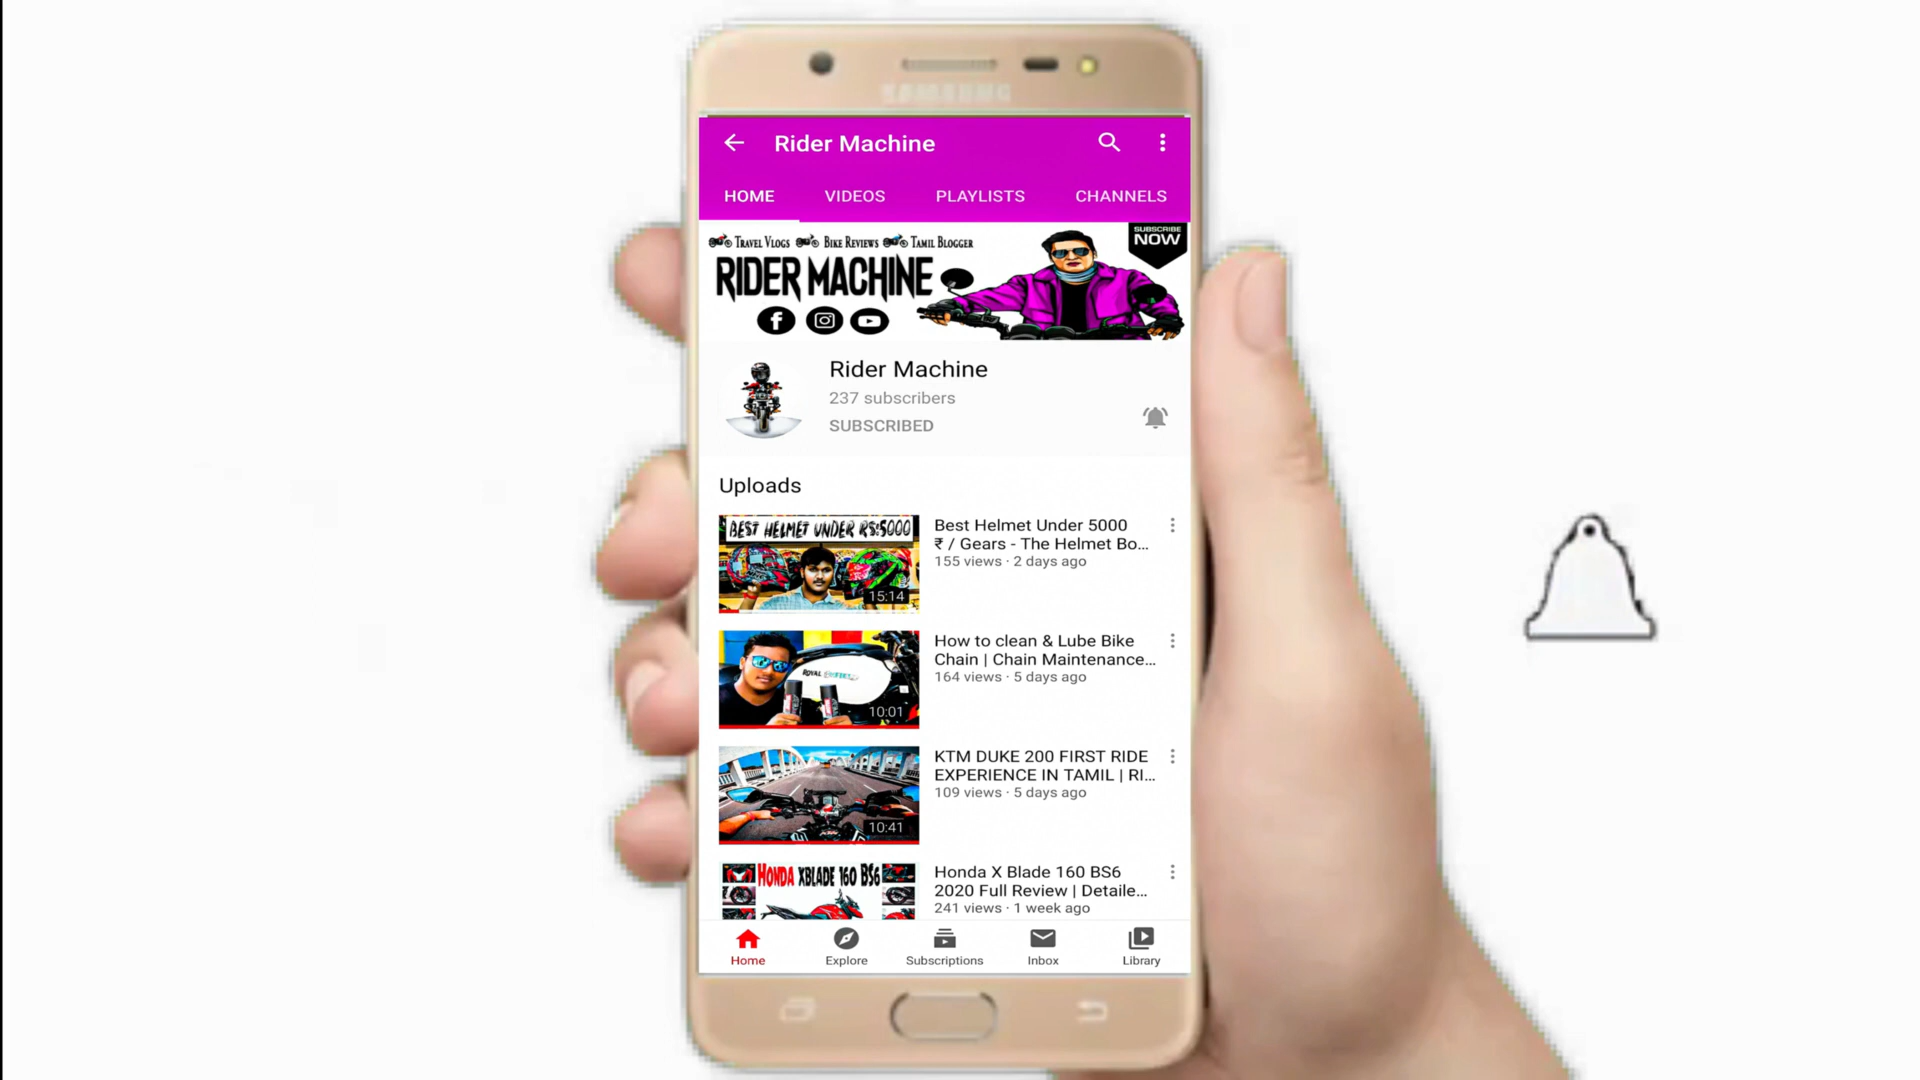 SAMSUNG
Rider Machine
HOME VIDEOS PLAYLISTS CHANNELS
TRAVEL VLOGS BIKE REVIEWS TAMIL BLOGGER
RIDER MACHINE
SUBSCRIBE
NOW
Rider Machine
237 subscribers
SUBSCRIBED
Uploads
BEST HELMET UNDER RS:5000
15:14
Best Helmet Under 5000
₹ / Gears - The Helmet Bo...
155 views · 2 days ago
ROYAL ENFIELD
10:01
How to clean & Lube Bike
Chain | Chain Maintenance...
164 views · 5 days ago
10:41
KTM DUKE 200 FIRST RIDE
EXPERIENCE IN TAMIL | RI...
109 views · 5 days ago
HONDA XBLADE 160 BS6
Honda X Blade 160 BS6
2020 Full Review | Detaile...
241 views · 1 week ago
Home Explore Subscriptions Inbox Library